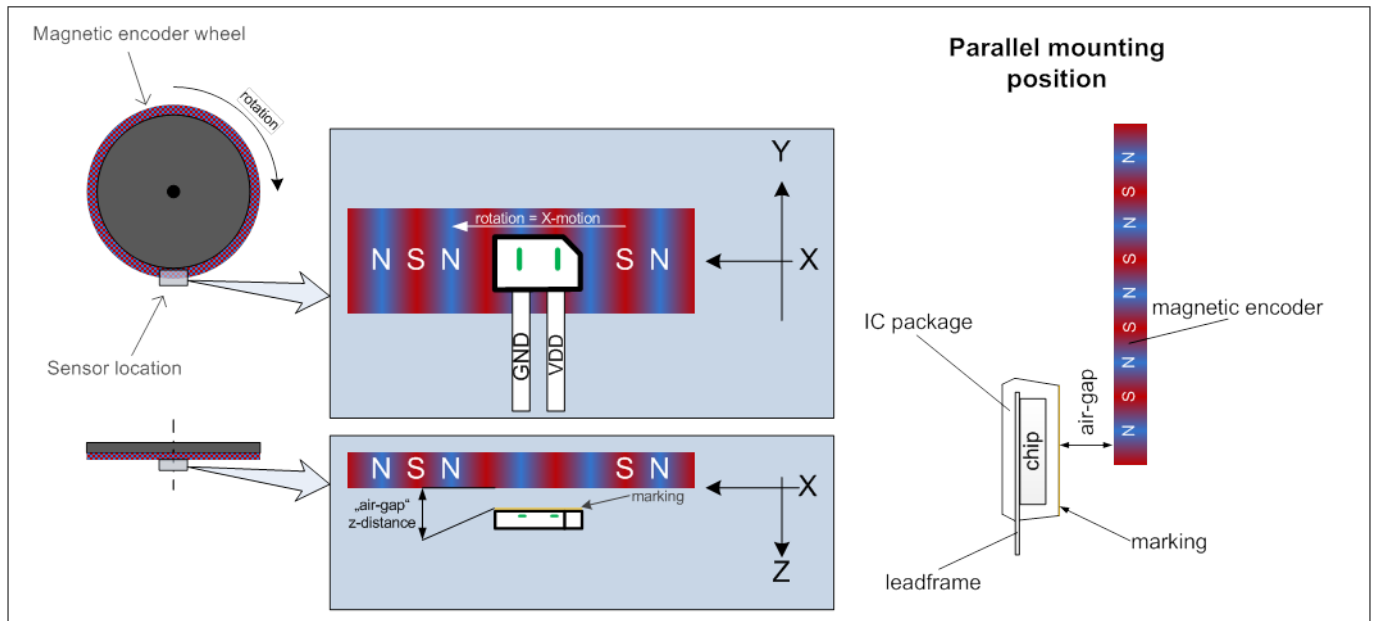 Magnetic encoder wheel
rotation
Sensor location
Y
rotation = X-motion
N S N S N
X
GND
VDD
N S N S N
X
marking
„air-gap“
z-distance
Z
Parallel mounting
position
N
S
N
S
N
S
N
S
N
magnetic encoder
IC package
air-gap
chip
marking
leadframe